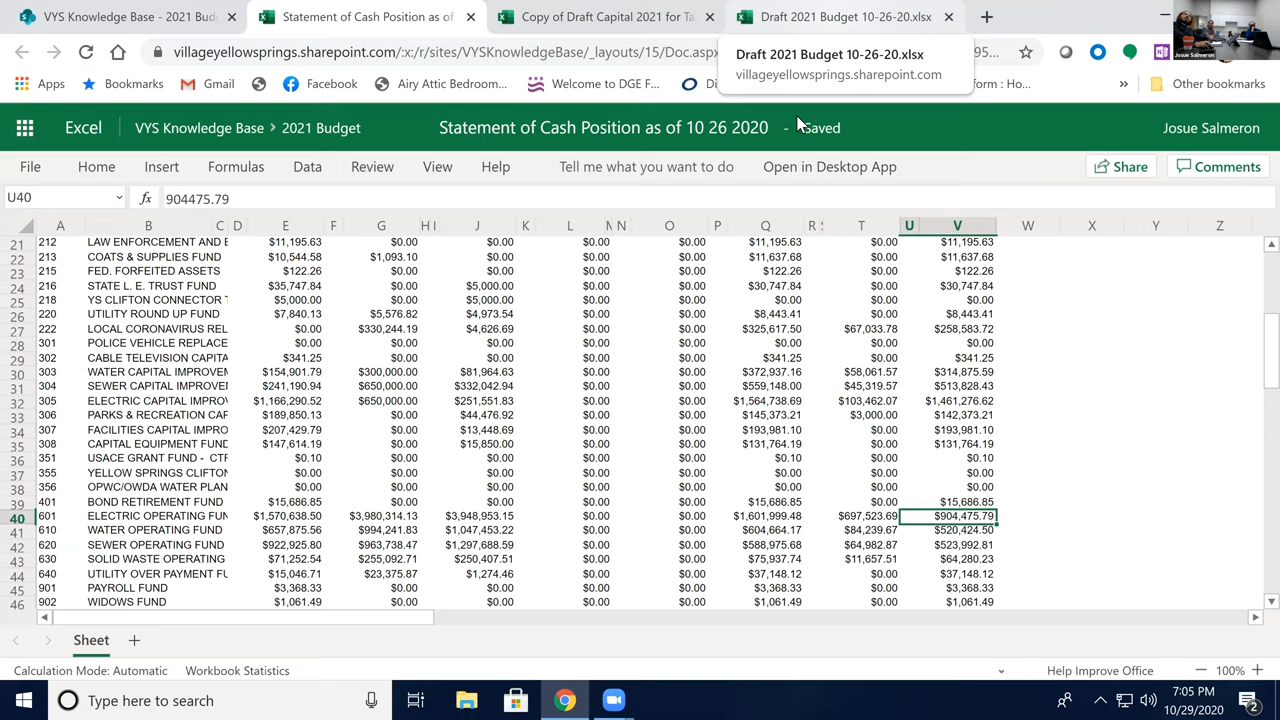 VYS Knowledge Base - 2021 Bud
Statement of Cash Position as of
Copy of Draft Capital 2021 for Ta
Draft 2021 Budget 10-26-20.xlsx
villageyellowsprings.sharepoint.com/:x:/r/sites/VYSKnowledgeBase/_layouts/15/Doc.aspx
95...
Josue Salmeron
Draft 2021 Budget 10-26-20.xlsx
villageyellowsprings.sharepoint.com
Apps Bookmarks Gmail Facebook Airy Attic Bedroom... Welcome to DGE F... form : Ho... » Other bookmarks
Excel VYS Knowledge Base > 2021 Budget Statement of Cash Position as of 10 26 2020 - Saved Josue Salmeron
File Home Insert Formulas Data Review View Help Tell me what you want to do Open in Desktop App Share Comments
U40 fx 904475.79
A B C D E F G H I J K L M N O P Q R S T U V W X Y Z
21 212 LAW ENFORCEMENT AND E $11,195.63 $0.00 $0.00 $0.00 $0.00 $11,195.63 $0.00 $11,195.63
22 213 COATS & SUPPLIES FUND $10,544.58 $1,093.10 $0.00 $0.00 $0.00 $11,637.68 $0.00 $11,637.68
23 215 FED. FORFEITED ASSETS $122.26 $0.00 $0.00 $0.00 $0.00 $122.26 $0.00 $122.26
24 216 STATE L. E. TRUST FUND $35,747.84 $0.00 $5,000.00 $0.00 $0.00 $30,747.84 $0.00 $30,747.84
25 218 YS CLIFTON CONNECTOR T $5,000.00 $0.00 $5,000.00 $0.00 $0.00 $0.00 $0.00 $0.00
26 220 UTILITY ROUND UP FUND $7,840.13 $5,576.82 $4,973.54 $0.00 $0.00 $8,443.41 $0.00 $8,443.41
27 222 LOCAL CORONAVIRUS REL $0.00 $330,244.19 $4,626.69 $0.00 $0.00 $325,617.50 $67,033.78 $258,583.72
28 301 POLICE VEHICLE REPLACE $0.00 $0.00 $0.00 $0.00 $0.00 $0.00 $0.00 $0.00
29 302 CABLE TELEVISION CAPITA $341.25 $0.00 $0.00 $0.00 $0.00 $341.25 $0.00 $341.25
30 303 WATER CAPITAL IMPROVEM $154,901.79 $300,000.00 $81,964.63 $0.00 $0.00 $372,937.16 $58,061.57 $314,875.59
31 304 SEWER CAPITAL IMPROVEM $241,190.94 $650,000.00 $332,042.94 $0.00 $0.00 $559,148.00 $45,319.57 $513,828.43
32 305 ELECTRIC CAPITAL IMPROV $1,166,290.52 $650,000.00 $251,551.83 $0.00 $0.00 $1,564,738.69 $103,462.07 $1,461,276.62
33 306 PARKS & RECREATION CAP $189,850.13 $0.00 $44,476.92 $0.00 $0.00 $145,373.21 $3,000.00 $142,373.21
34 307 FACILITIES CAPITAL IMPRO $207,429.79 $0.00 $13,448.69 $0.00 $0.00 $193,981.10 $0.00 $193,981.10
35 308 CAPITAL EQUIPMENT FUND $147,614.19 $0.00 $15,850.00 $0.00 $0.00 $131,764.19 $0.00 $131,764.19
36 351 USACE GRANT FUND - CTF $0.10 $0.00 $0.00 $0.00 $0.00 $0.10 $0.00 $0.10
37 355 YELLOW SPRINGS CLIFTON $0.00 $0.00 $0.00 $0.00 $0.00 $0.00 $0.00 $0.00
38 356 OPWC/OWDA WATER PLAN $0.00 $0.00 $0.00 $0.00 $0.00 $0.00 $0.00 $0.00
39 401 BOND RETIREMENT FUND $15,686.85 $0.00 $0.00 $0.00 $0.00 $15,686.85 $0.00 $15,686.85
40 601 ELECTRIC OPERATING FUN $1,570,638.50 $3,980,314.13 $3,948,953.15 $0.00 $0.00 $1,601,999.48 $697,523.69 $904,475.79
41 610 WATER OPERATING FUND $657,875.56 $994,241.83 $1,047,453.22 $0.00 $0.00 $604,664.17 $84,239.67 $520,424.50
42 620 SEWER OPERATING FUND $922,925.80 $963,738.47 $1,297,688.59 $0.00 $0.00 $588,975.68 $64,982.87 $523,992.81
43 630 SOLID WASTE OPERATING $71,252.54 $255,092.71 $250,407.51 $0.00 $0.00 $75,937.74 $11,657.51 $64,280.23
44 640 UTILITY OVER PAYMENT FU $15,046.71 $23,375.87 $1,274.46 $0.00 $0.00 $37,148.12 $0.00 $37,148.12
45 901 PAYROLL FUND $3,368.33 $0.00 $0.00 $0.00 $0.00 $3,368.33 $0.00 $3,368.33
46 902 WIDOWS FUND $1,061.49 $0.00 $0.00 $0.00 $0.00 $1,061.49 $0.00 $1,061.49
Sheet
Calculation Mode: Automatic Workbook Statistics Help Improve Office 100%
Type here to search 7:05 PM
10/29/2020 2